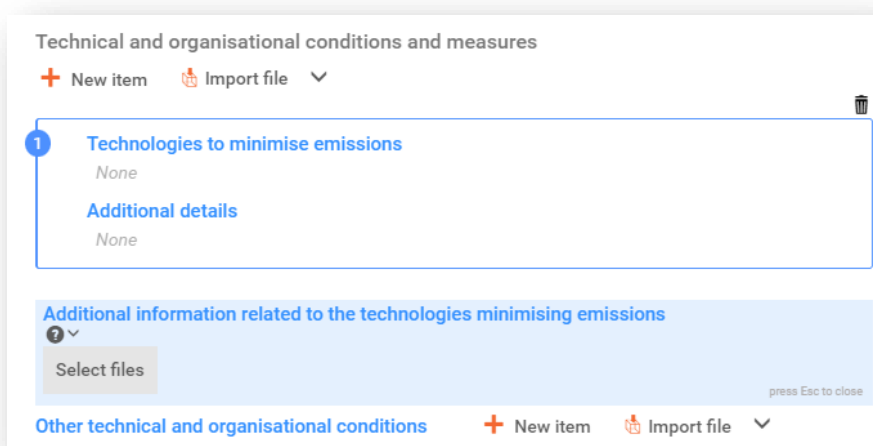 Technical and organisational conditions and measures
New item Import file
1 Technologies to minimise emissions
None
Additional details
None
Additional information related to the technologies minimising emissions
?
Select files
press Esc to close
Other technical and organisational conditions New item Import file